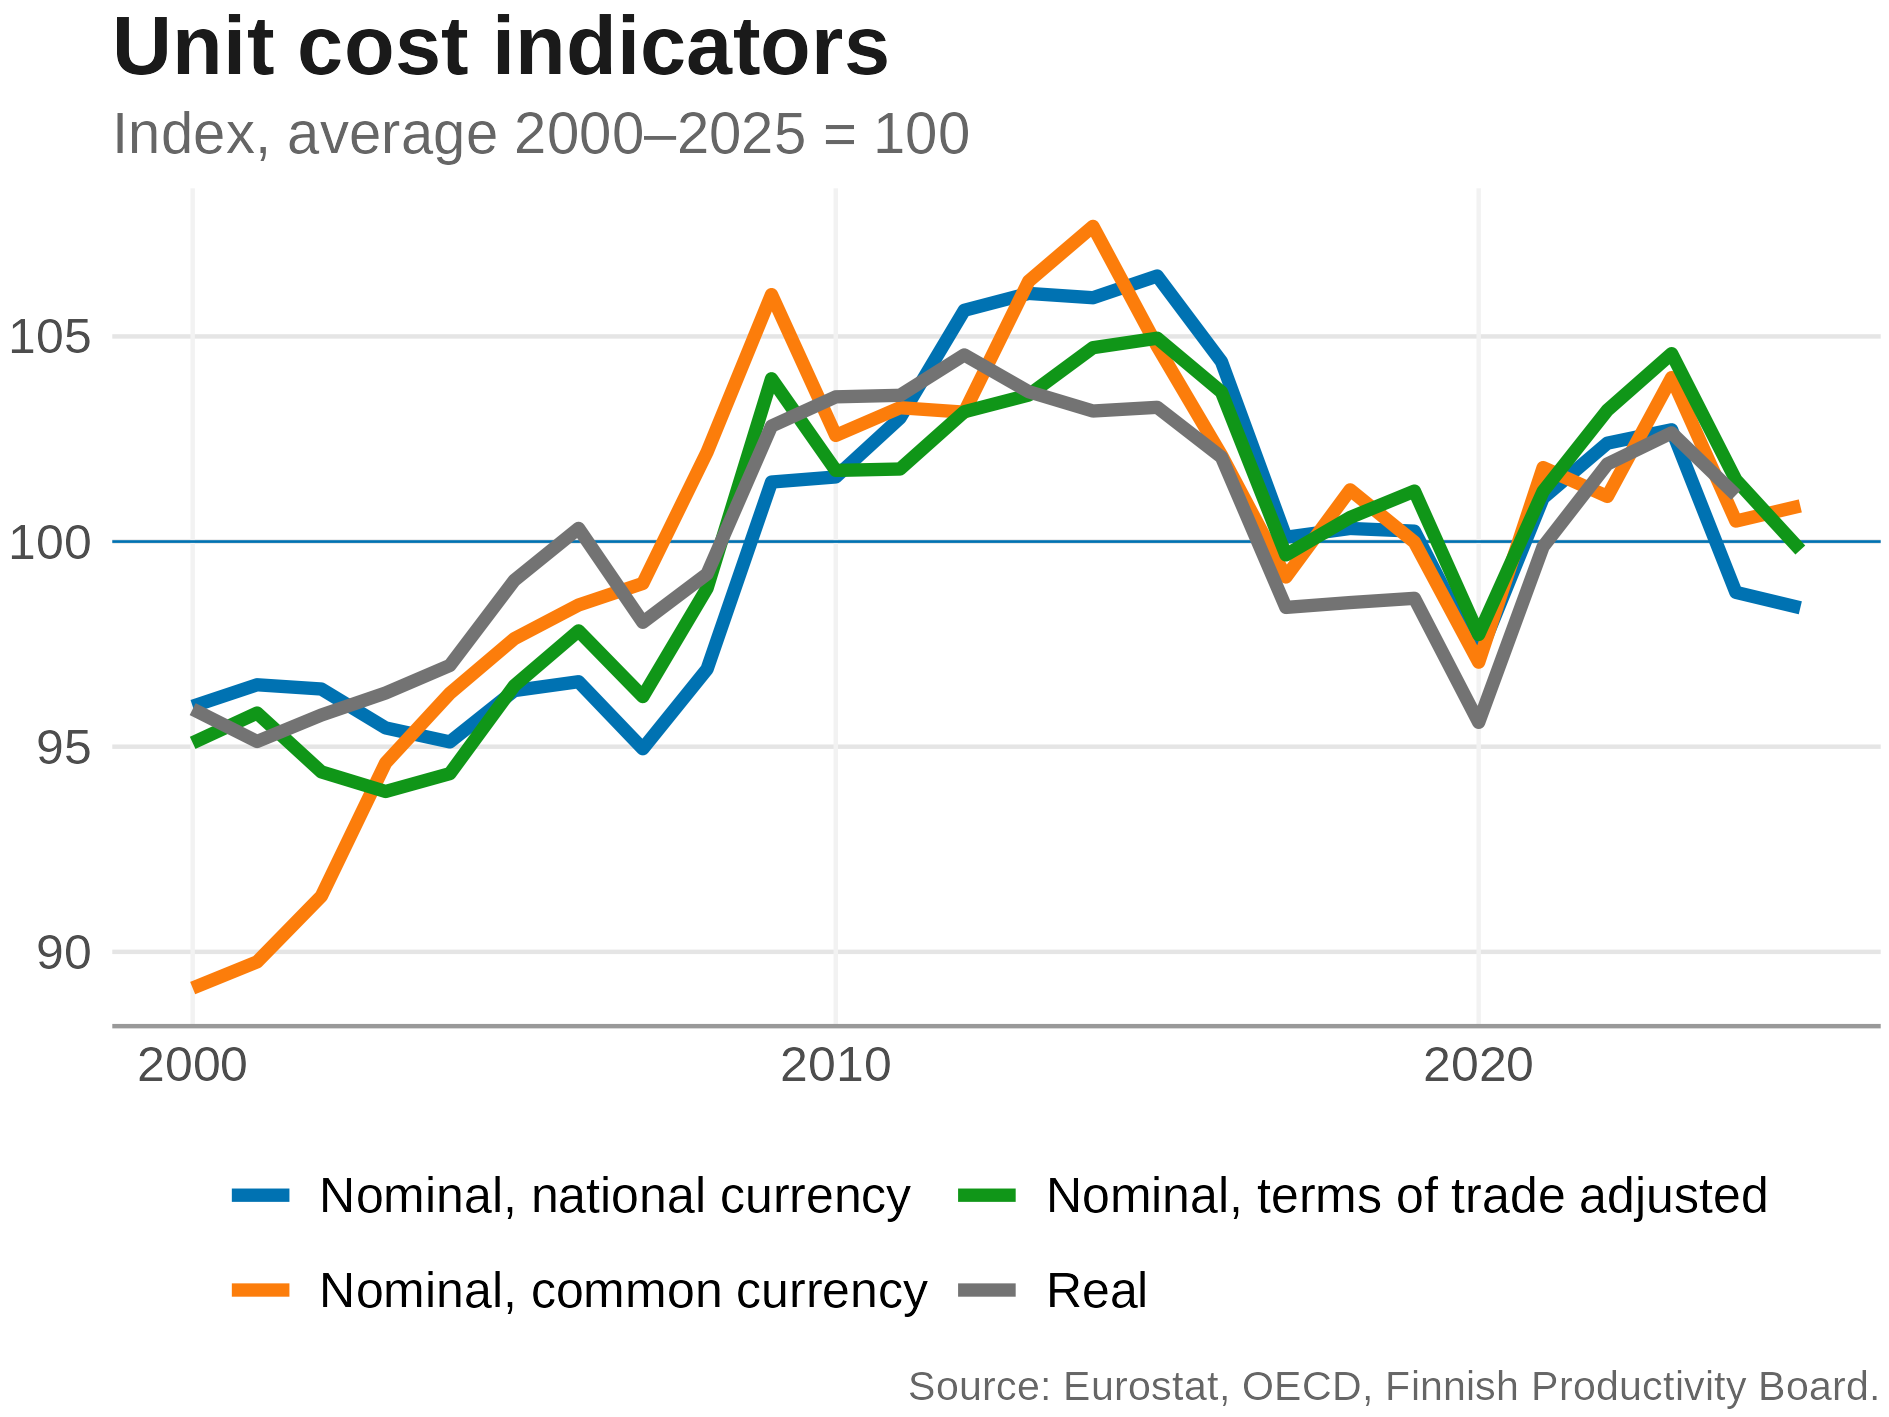 Unit cost indicators
Index, average 2000–2025 = 100
105
100
95
90
2000 2010 2020
Nominal, national currency Nominal, terms of trade adjusted
Nominal, common currency Real
Source: Eurostat, OECD, Finnish Productivity Board.